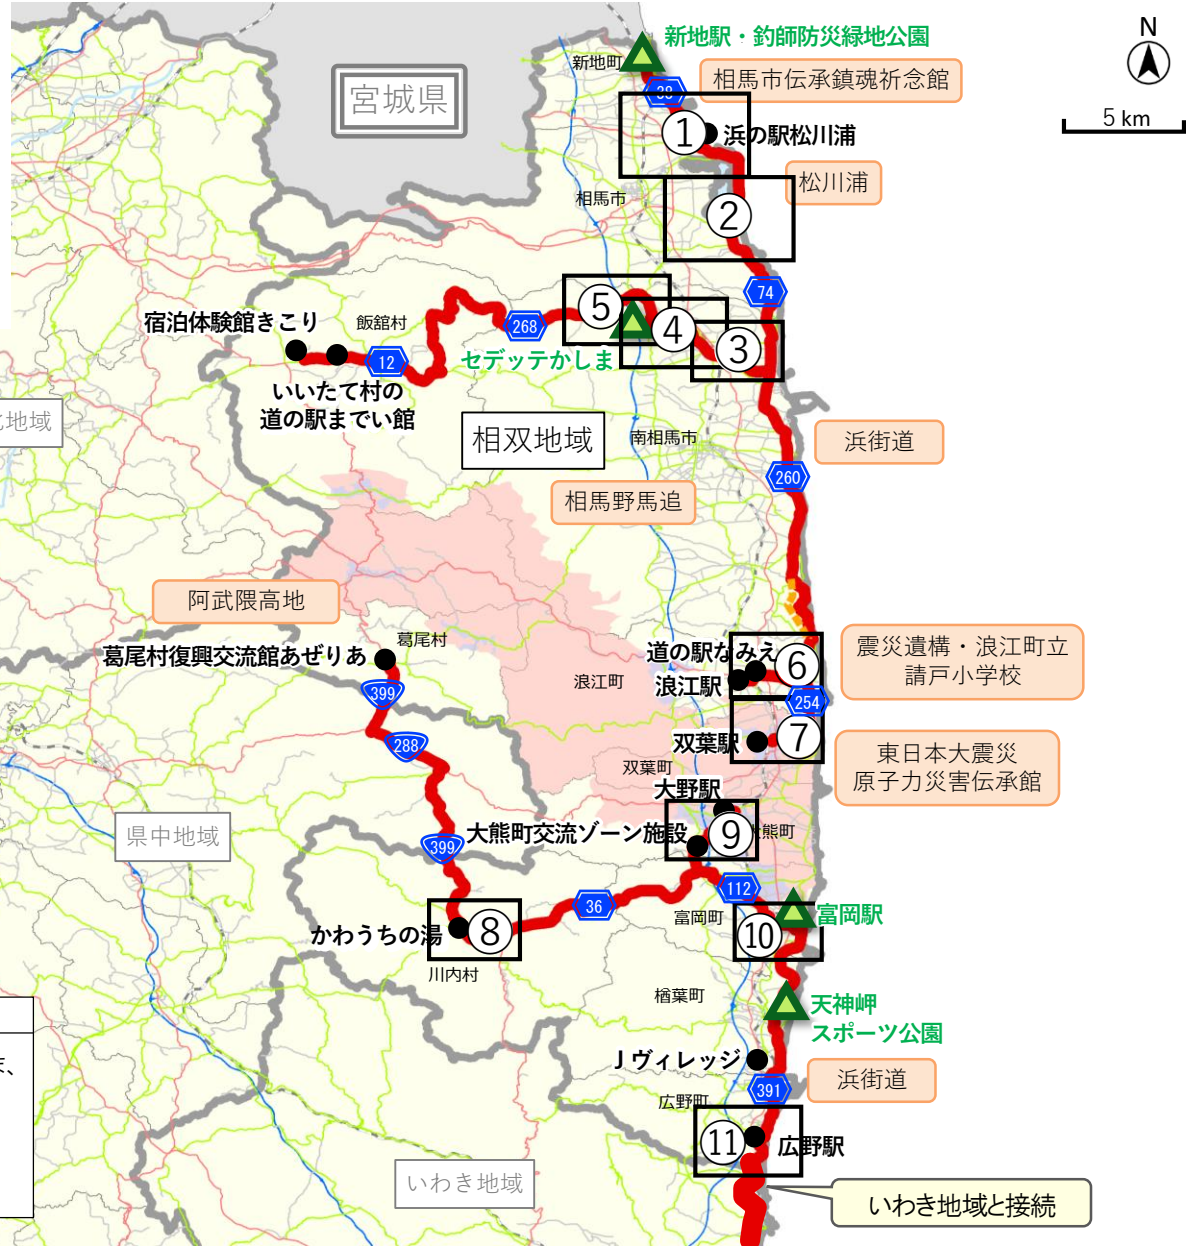 新地駅・釣師防災緑地公園
N
新地町
相馬市伝承鎮魂祈念館
宮城県
38
5 km
①
浜の駅松川浦
松川浦
相馬市
②
74
⑤
宿泊体験館きこり
飯舘村
268
④
③
セデッテかしま
12
いいたて村の
道の駅までい館
地域
相双地域
南相馬市
浜街道
260
相馬野馬追
阿武隈高地
葛尾村
葛尾村復興交流館あぜりあ
道の駅なみえ
⑥
震災遺構・浪江町立
請戸小学校
浪江町
浪江駅
399
254
288
双葉駅
⑦
東日本大震災
原子力災害伝承館
双葉町
大野駅
県中地域
399
大熊町交流ゾーン施設
⑨
熊町
112
36
富岡町
富岡駅
かわうちの湯
⑧
⑩
川内村
楢葉町
天神岬
スポーツ公園
Jヴィレッジ
浜街道
391
広野町
⑪
広野駅
いわき地域
いわき地域と接続